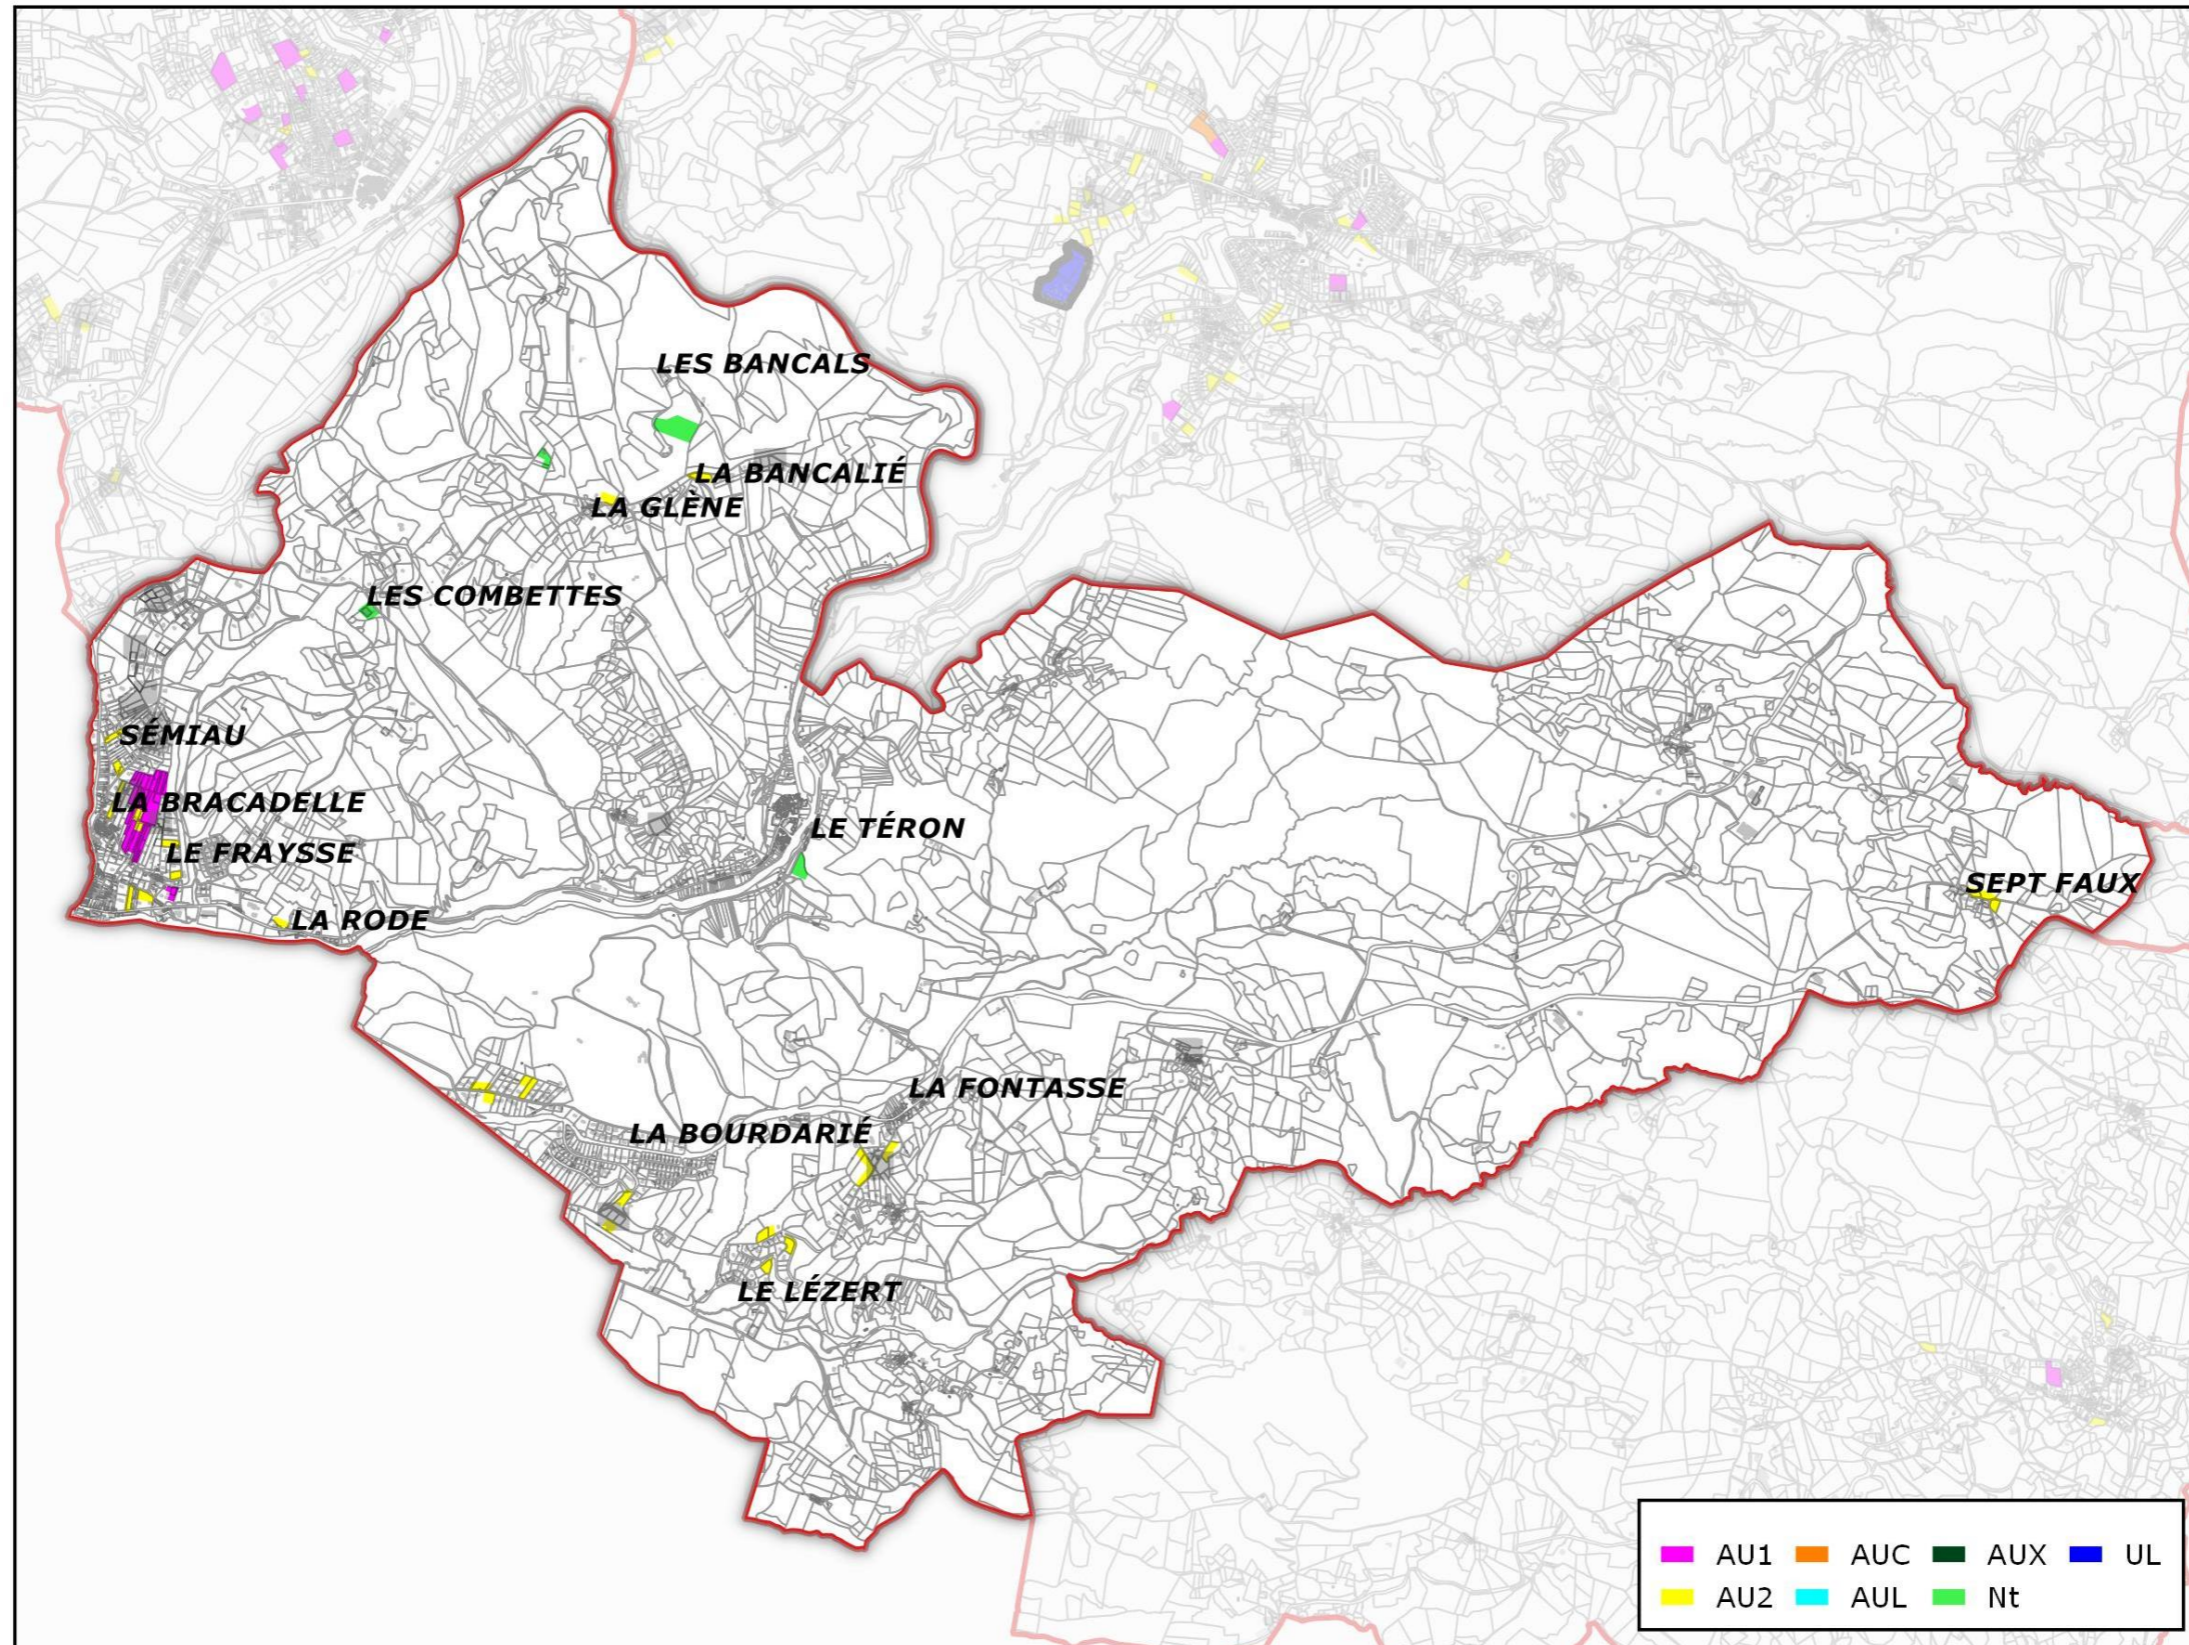 LES BANCALS
LA BANCALIÉ
LA GLÈNE
LES COMBETTES
SÉMIAU
LA BRACADELLE
LE TÉRON
LE FRAYSSE
SEPT FAUX
LA RODE
LA FONTASSE
LA BOURDARIÉ
LE LÉZERT
AU1 AUC AUX UL
AU2 AUL Nt